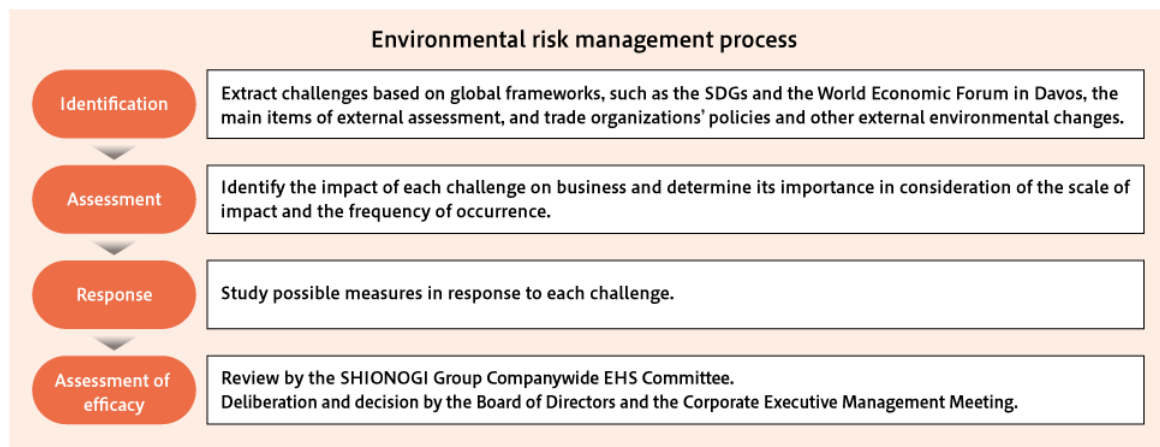 Environmental risk management process
Identification
Extract challenges based on global frameworks, such as the SDGs and the World Economic Forum in Davos, the
main items of external assessment, and trade organizations' policies and other external environmental changes.
Assessment
Identify the impact of each challenge on business and determine its importance in consideration of the scale of
impact and the frequency of occurrence.
Response
Study possible measures in response to each challenge.
Assessment of
efficacy
Review by the SHIONOGI Group Companywide EHS Committee.
Deliberation and decision by the Board of Directors and the Corporate Executive Management Meeting.